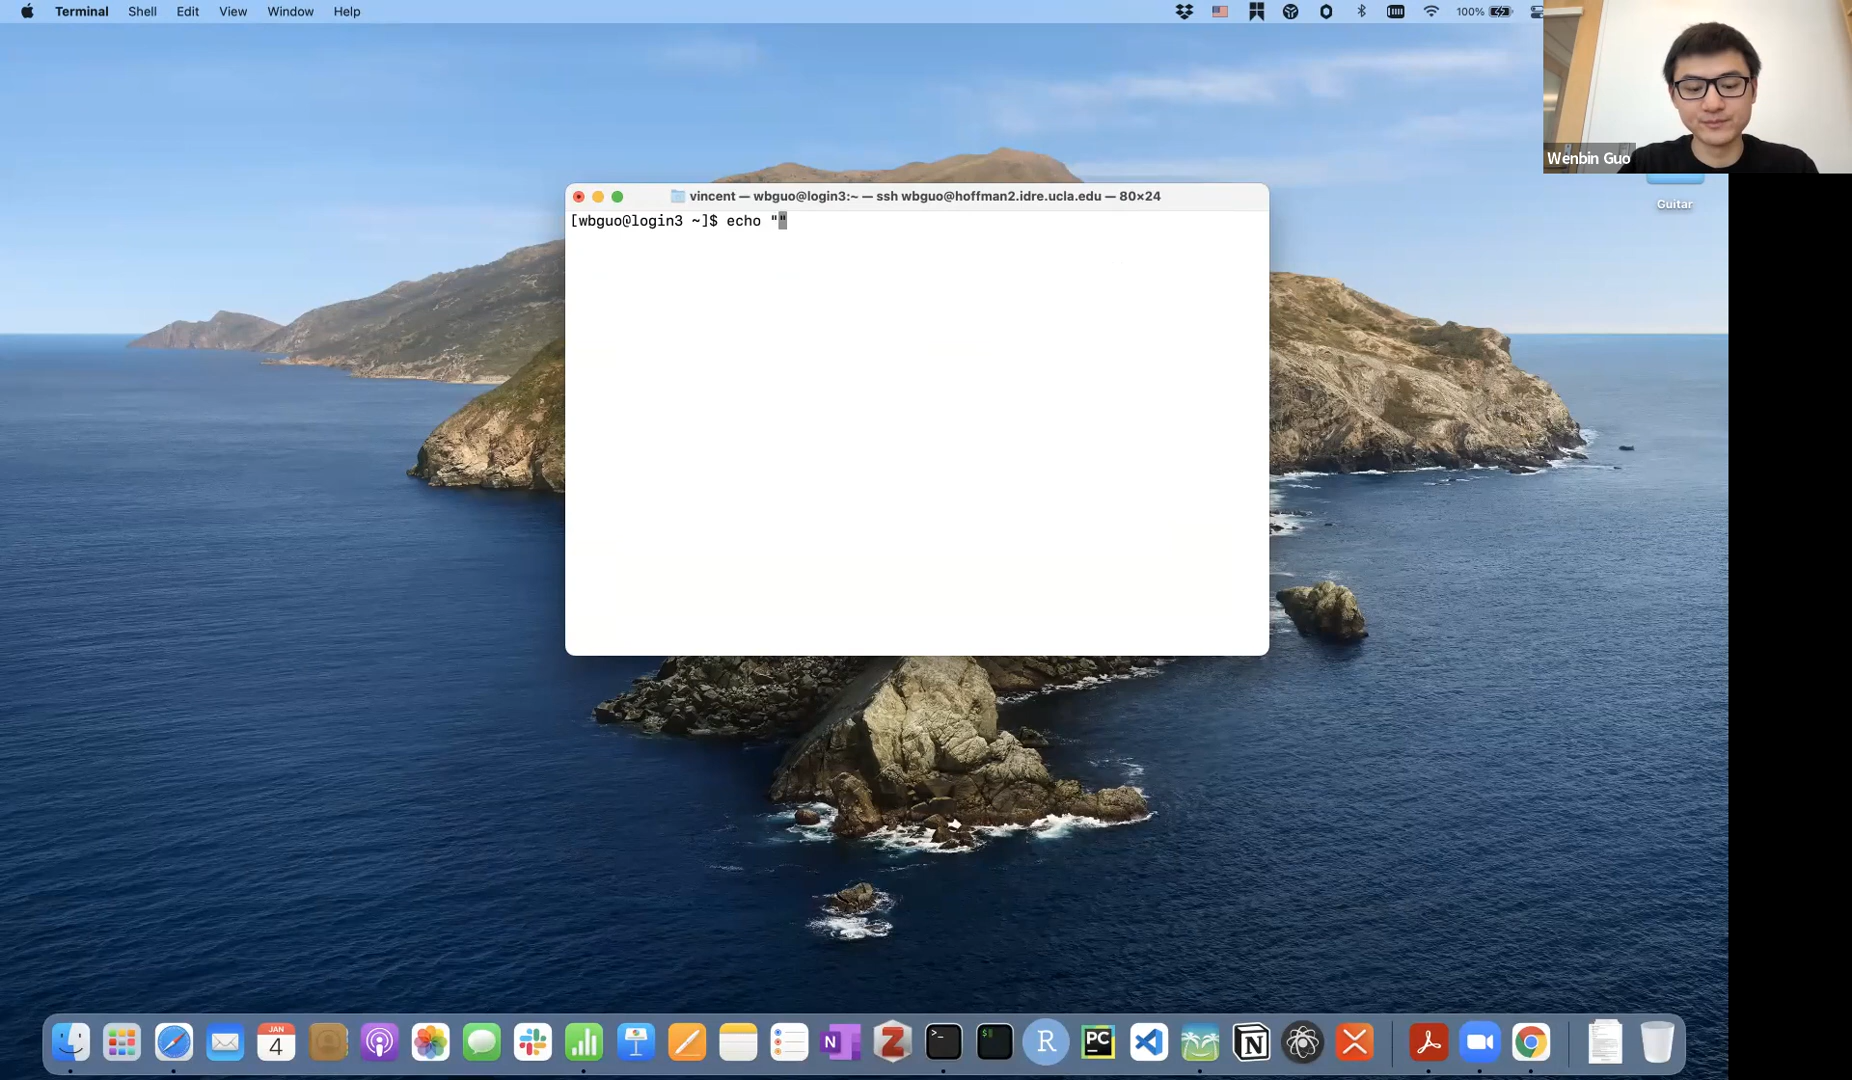 Terminal Shell Edit View Window Help
100%
Wenbin Guo
Guitar
vincent — wbguo@login3:~ — ssh wbguo@hoffman2.idre.ucla.edu — 80×24
[wbguo@login3 ~]$ echo ""
JAN
4
N
Z
>_
$
R
PC
N